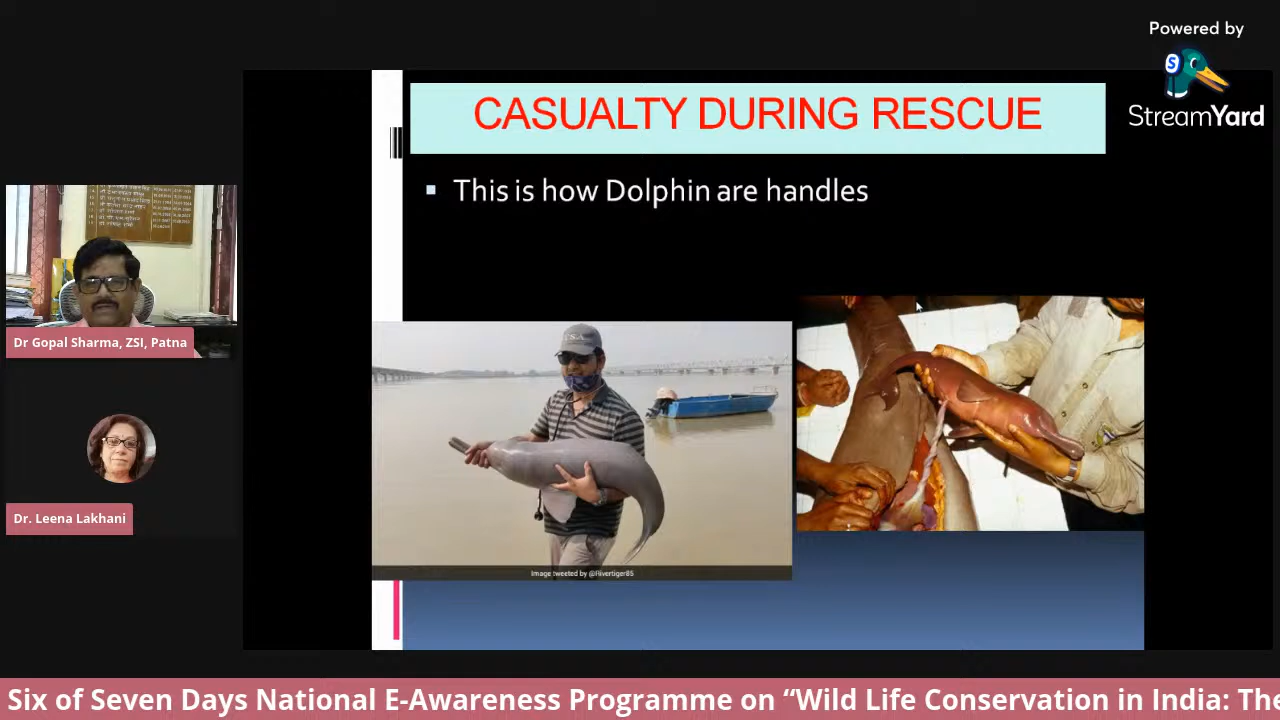 Powered by
StreamYard
CASUALTY DURING RESCUE
This is how Dolphin are handles
Dr Gopal Sharma, ZSI, Patna
Image tweeted by @Rivertiger85
Dr. Leena Lakhani
Six of Seven Days National E-Awareness Programme on “Wild Life Conservation in India: The